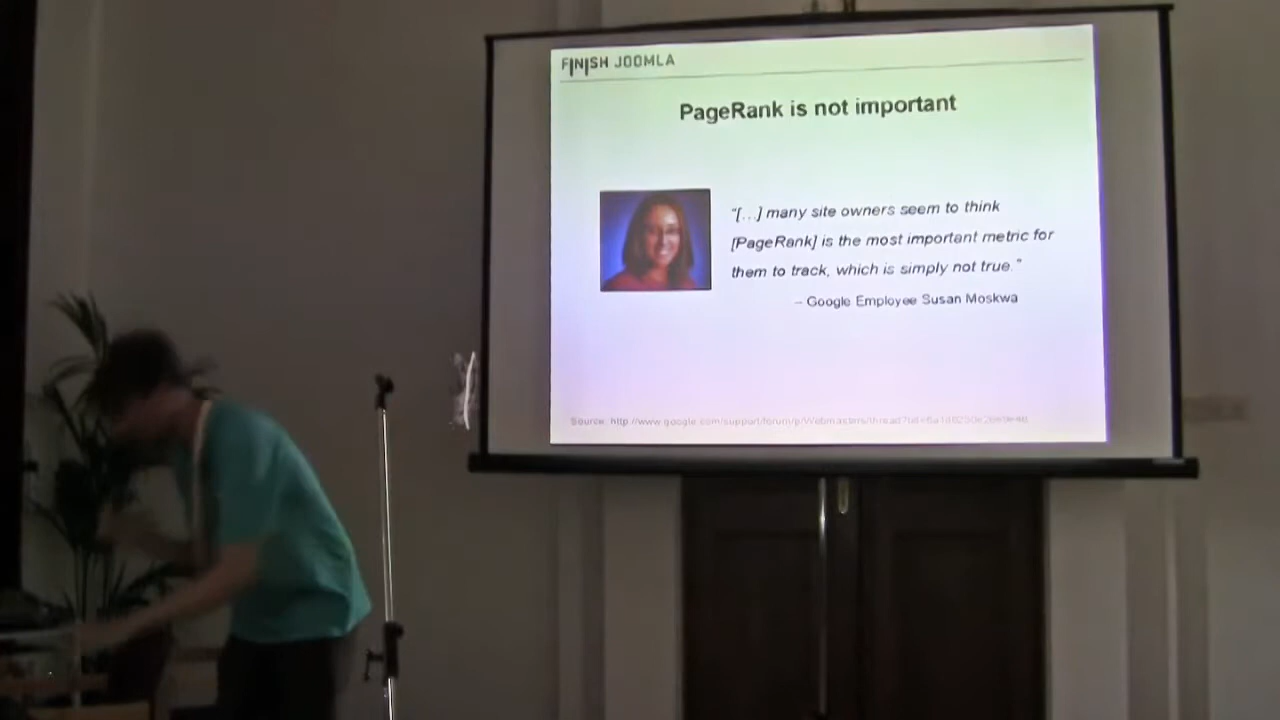 FINISH JOOMLA
PageRank is not important
"[...] many site owners seem to think
[PageRank] is the most important metric for
them to track, which is simply not true."
– Google Employee Susan Moskwa
Source: http://www.google.com/support/forum/p/Webmasters/thread?